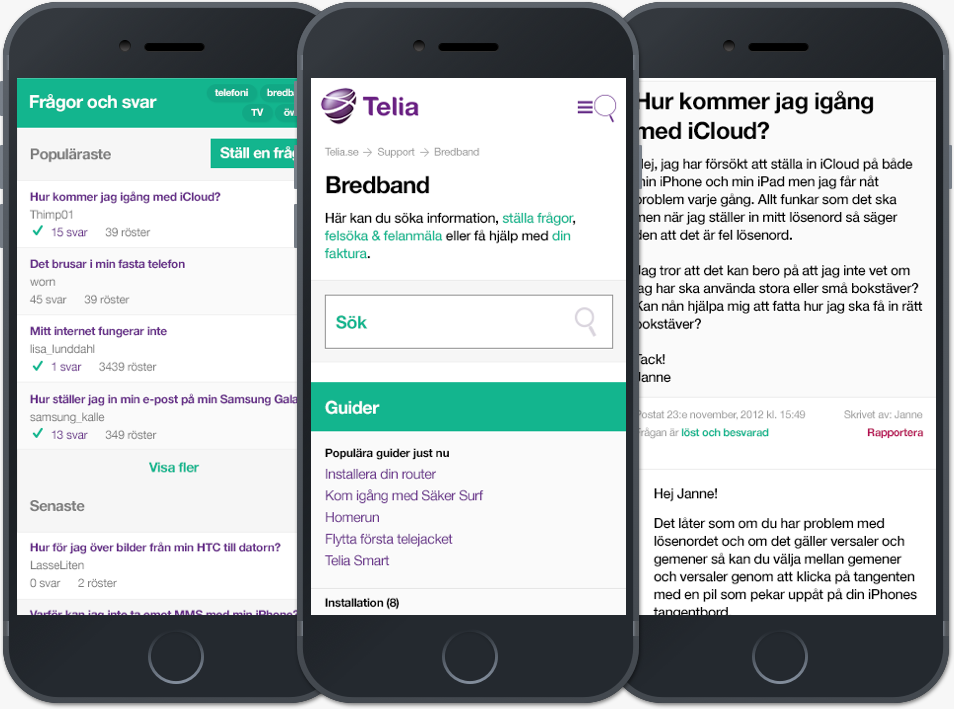 Frågor och svar
telefoni
TV
Populäraste
Ställ en
Hur kommer jag igång med iCloud?
Thimp01
15 svar 39 röster
Det brusar i min fasta telefon
worn
45 svar 39 röster
Mitt internet fungerar inte
lisa_lunddahl
1 svar 3439 röster
Hur ställer jag in min e-post på min Samsung
samsung_kalle
13 svar 349 röster
Visa fler
Senaste
Hur för jag över bilder från min HTC till datorn?
LasseLiten
0 svar 2 röster
Varför kan jag inte ta emot MMS med min iPhone?
Telia
Telia.se → Support → Bredband
Bredband
Här kan du söka information, ställa frågor,
felsöka & felanmäla eller få hjälp med din
faktura.
Sök
Guider
Populära guider just nu
Installera din router
Kom igång med Säker Surf
Homerun
Flytta första telejacket
Telia Smart
Installation (8)
Hur kommer jag igång
med iCloud?
Hej, jag har försökt att ställa in iCloud på både
min iPhone och min iPad men jag får nåt
problem varje gång. Allt funkar som det ska
men när jag ställer in mitt lösenord så säger
den att det är fel lösenord.
Jag tror att det kan bero på att jag inte vet om
jag har ska använda stora eller små bokstäver?
Kan nån hjälpa mig att fatta hur jag ska få in rätt
bokstäver?
Tack!
Janne
Postat 23:e november, 2012 kl. 15:49 Skrivet av: Janne
Frågan är löst och besvarad Rapportera
Hej Janne!
Det låter som om du har problem med
lösenordet och om det gäller versaler och
gemener så kan du välja mellan gemener
och versaler genom att klicka på tangenten
med en pil som pekar uppåt på din iPhones
tangentbord